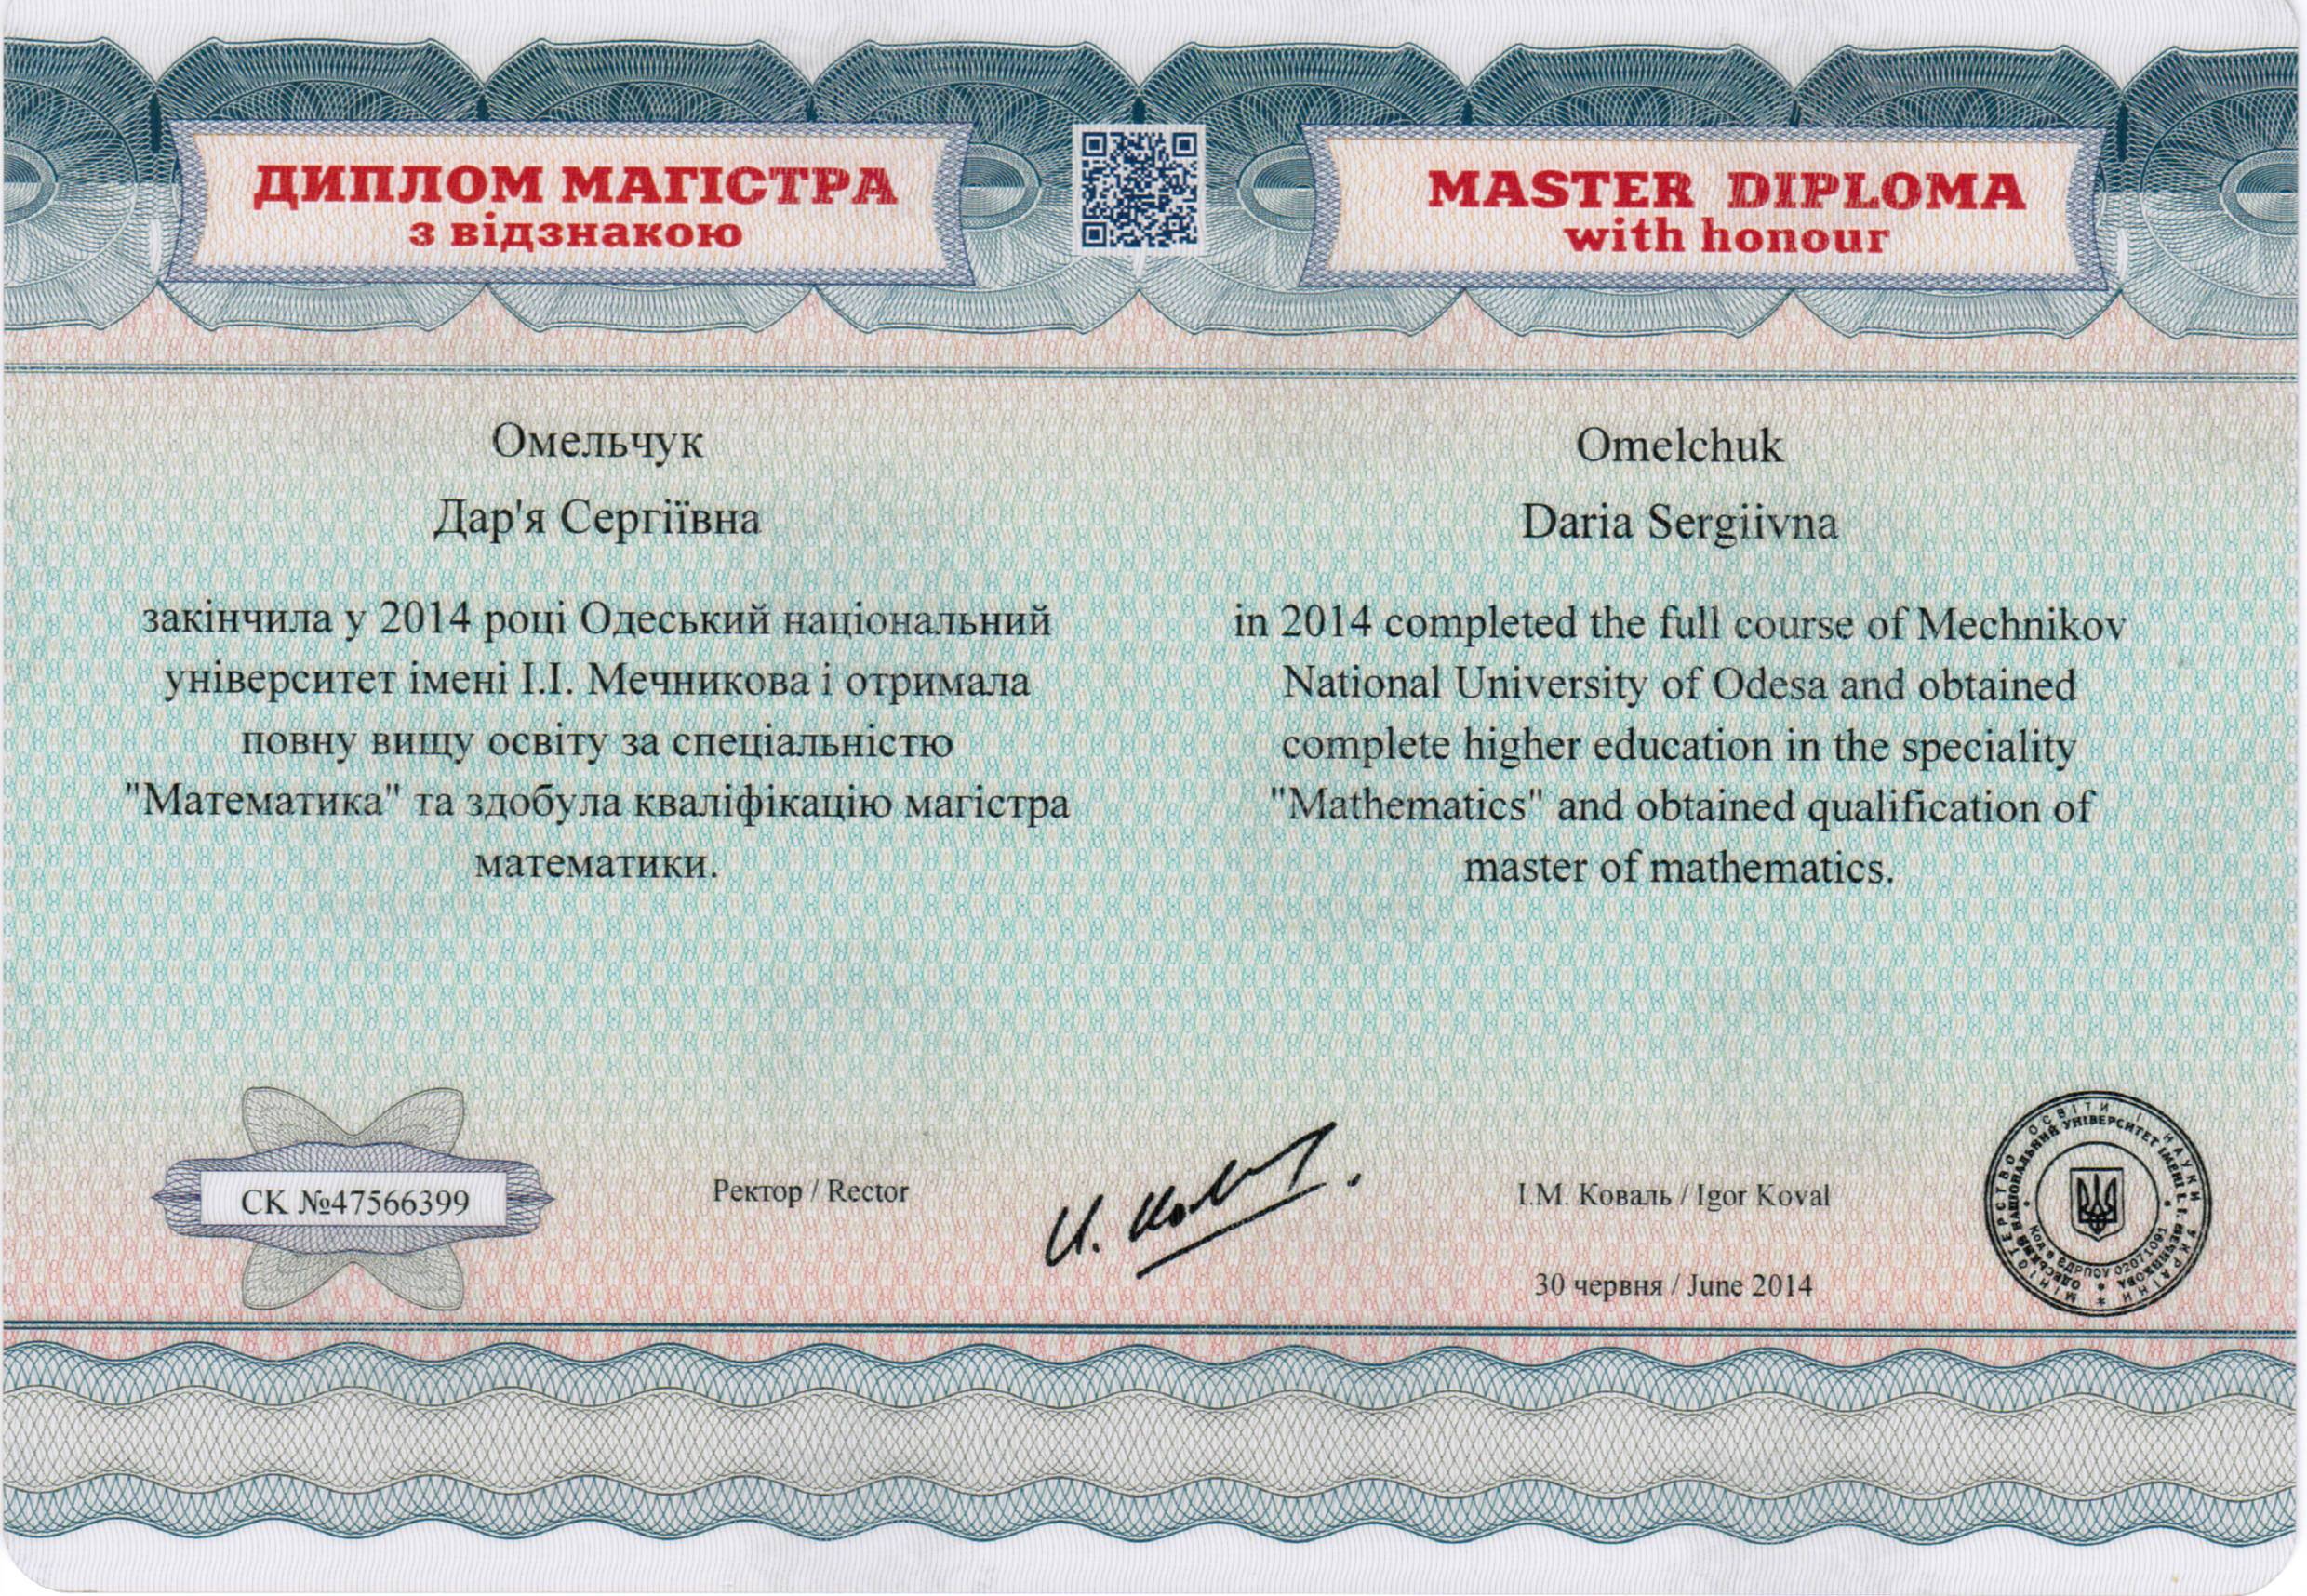 ДИПЛОМ МАГІСТРА
з відзнакою
MASTER DIPLOMA
with honour
Омельчук
Дар'я Сергіївна
закінчила у 2014 році Одеський національний
університет імені І.І. Мечникова і отримала
повну вищу освіту за спеціальністю
"Математика" та здобула кваліфікацію магістра
математики.
Omelchuk
Daria Sergiivna
in 2014 completed the full course of Mechnikov
National University of Odesa and obtained
complete higher education in the speciality
"Mathematics" and obtained qualification of
master of mathematics.
СК №47566399
Ректор / Rector
И. Коваль
І.М. Коваль / Igor Koval
30 червня / June 2014
МІНІСТЕРСТВО ОСВІТИ І НАУКИ УКРАЇНИ
ОДЕСЬКИЙ НАЦІОНАЛЬНИЙ УНІВЕРСИТЕТ ІМЕНІ І.І. МЕЧНИКОВА
Код в ЄДРПОУ 02071091